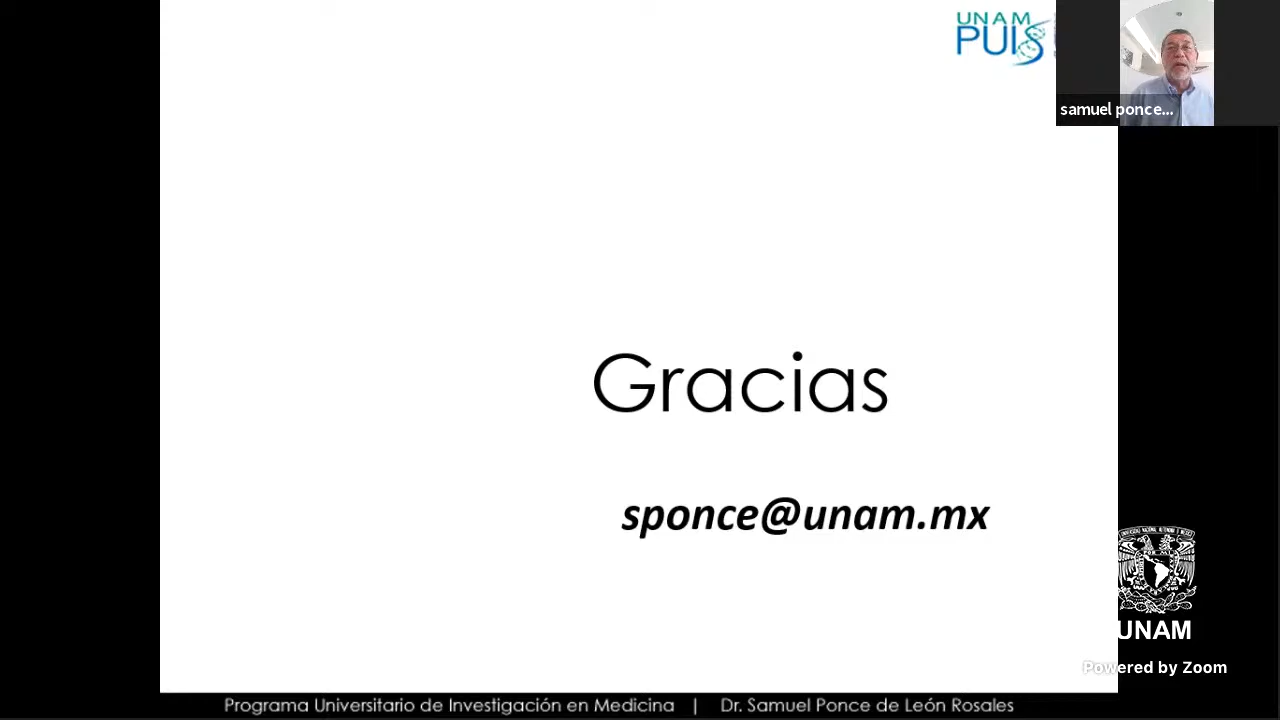 UNAM
PUIS
samuel ponce...
Gracias
sponce@unam.mx
UNAM
Powered by Zoom
Programa Universitario de Investigación en Medicina | Dr. Samuel Ponce de León Rosales